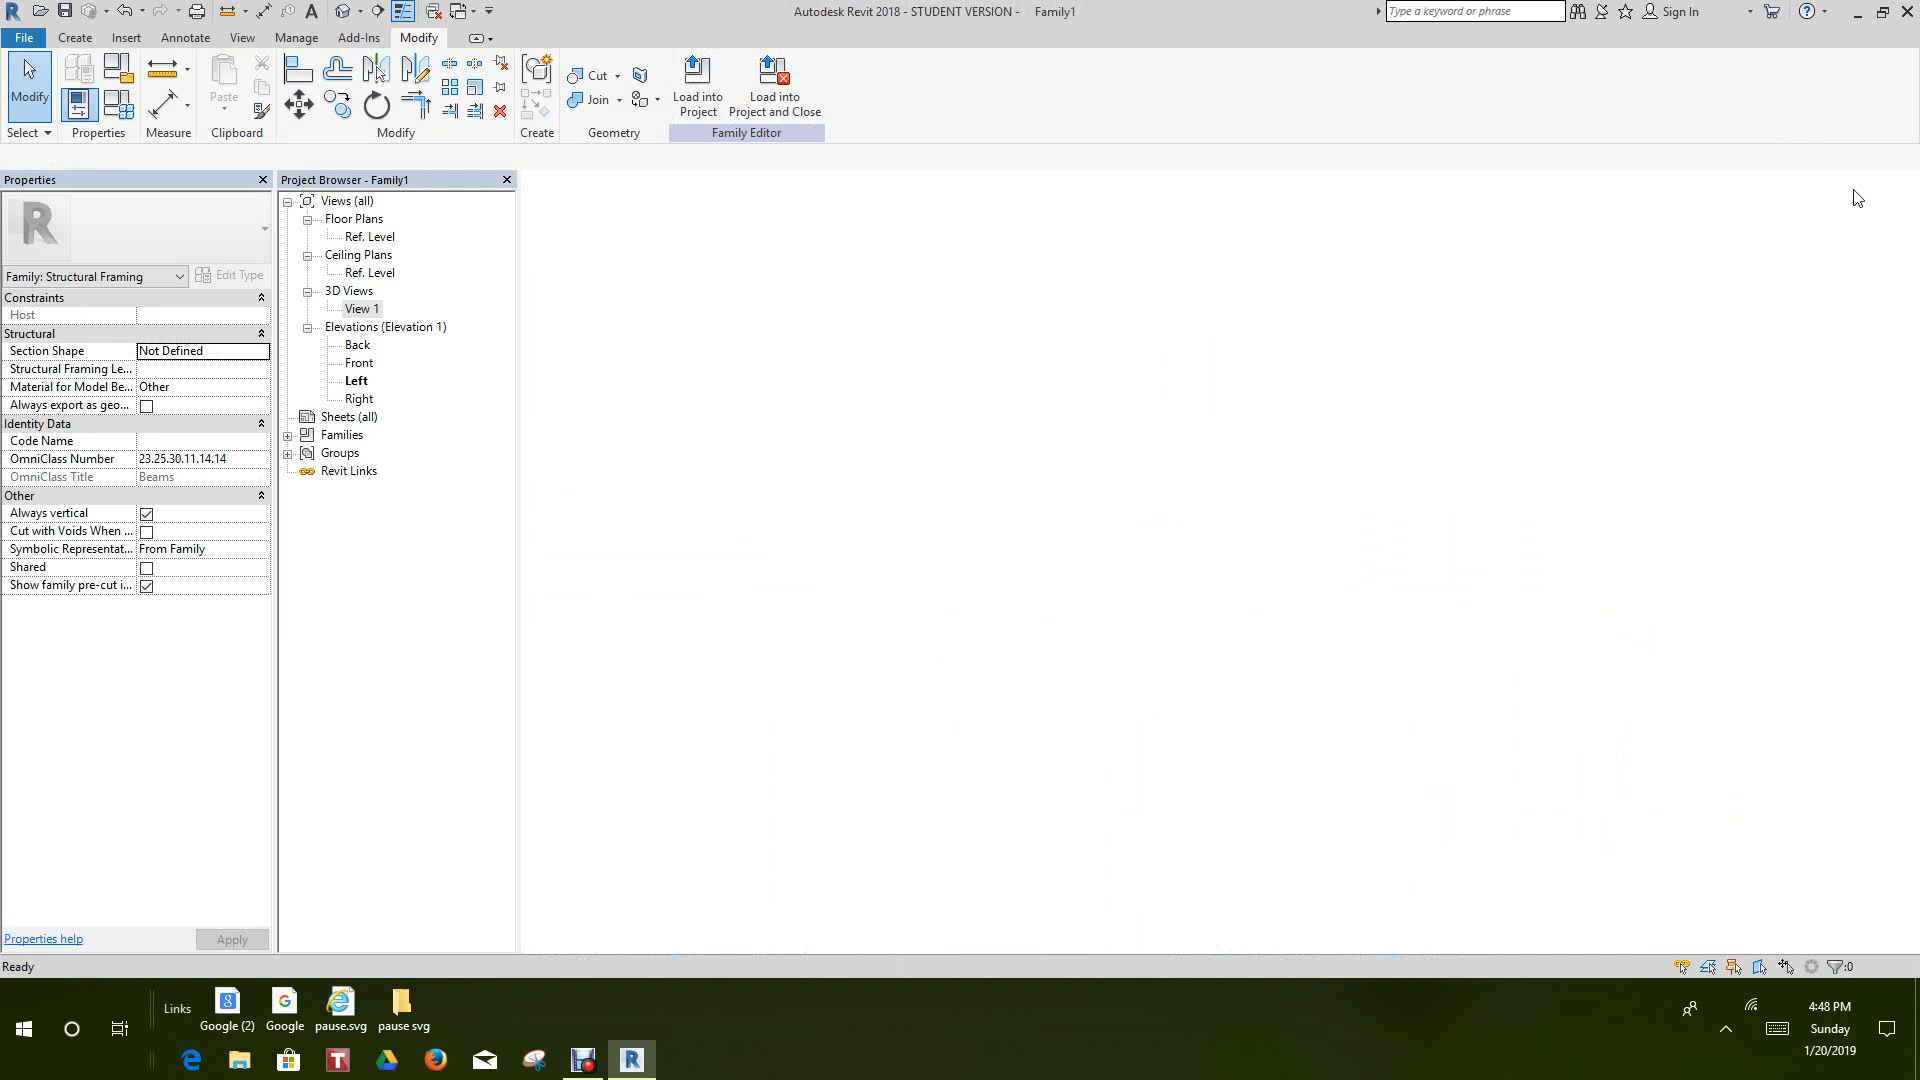 Autodesk Revit 2018 - STUDENT VERSION - Family1
Type a keyword or phrase
Sign In
File Create Insert Annotate View Manage Add-Ins Modify
Modify
Paste
Cut
Join
Load into Project
Load into Project and Close
Select Properties Measure Clipboard Modify Create Geometry Family Editor
Properties
Family: Structural Framing
Edit Type
Constraints
Host
Structural
Section Shape Not Defined
Structural Framing Le...
Material for Model Be... Other
Always export as geo...
Identity Data
Code Name
OmniClass Number 23.25.30.11.14.14
OmniClass Title Beams
Other
Always vertical
Cut with Voids When ...
Symbolic Representat... From Family
Shared
Show family pre-cut i...
Properties help
Apply
Project Browser - Family1
Views (all)
Floor Plans
Ref. Level
Ceiling Plans
Ref. Level
3D Views
View 1
Elevations (Elevation 1)
Back
Front
Left
Right
Sheets (all)
Families
Groups
Revit Links
Ready
:0
Links
Google (2)
Google
pause.svg
pause svg
4:48 PM
Sunday
1/20/2019